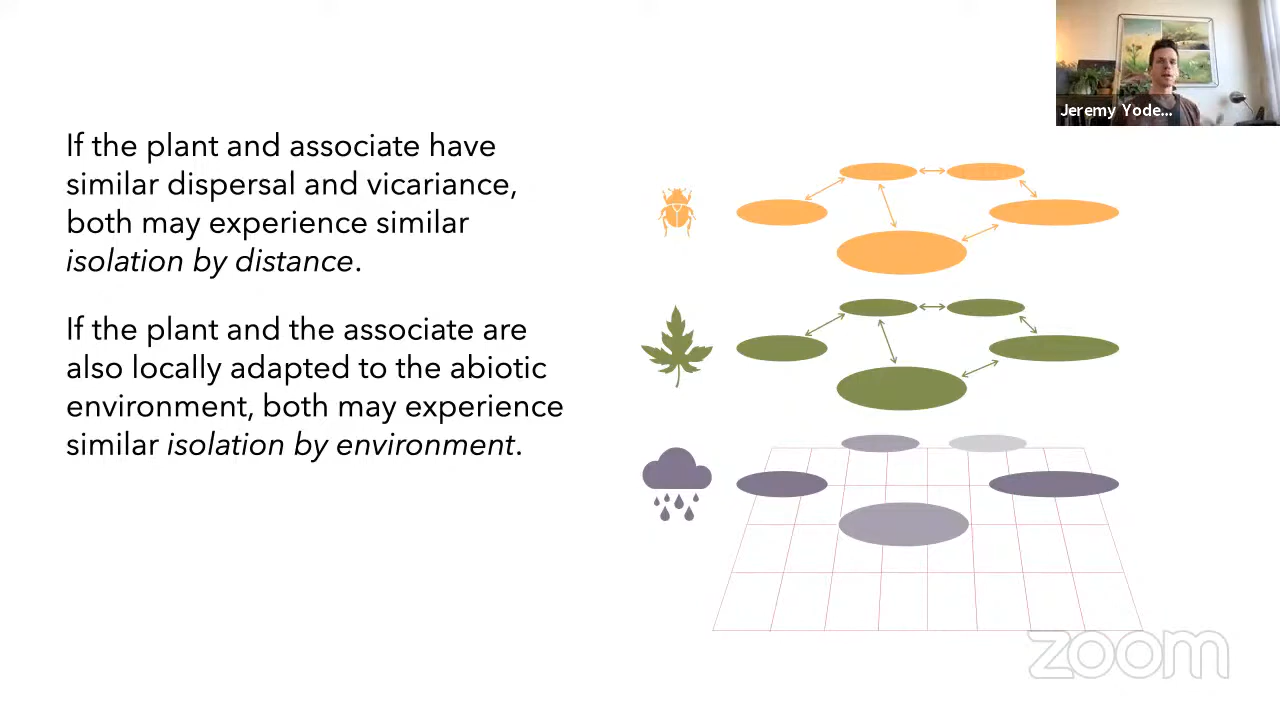 Jeremy Yode...
If the plant and associate have
similar dispersal and vicariance,
both may experience similar
isolation by distance.
If the plant and the associate are
also locally adapted to the abiotic
environment, both may experience
similar isolation by environment.
zoom